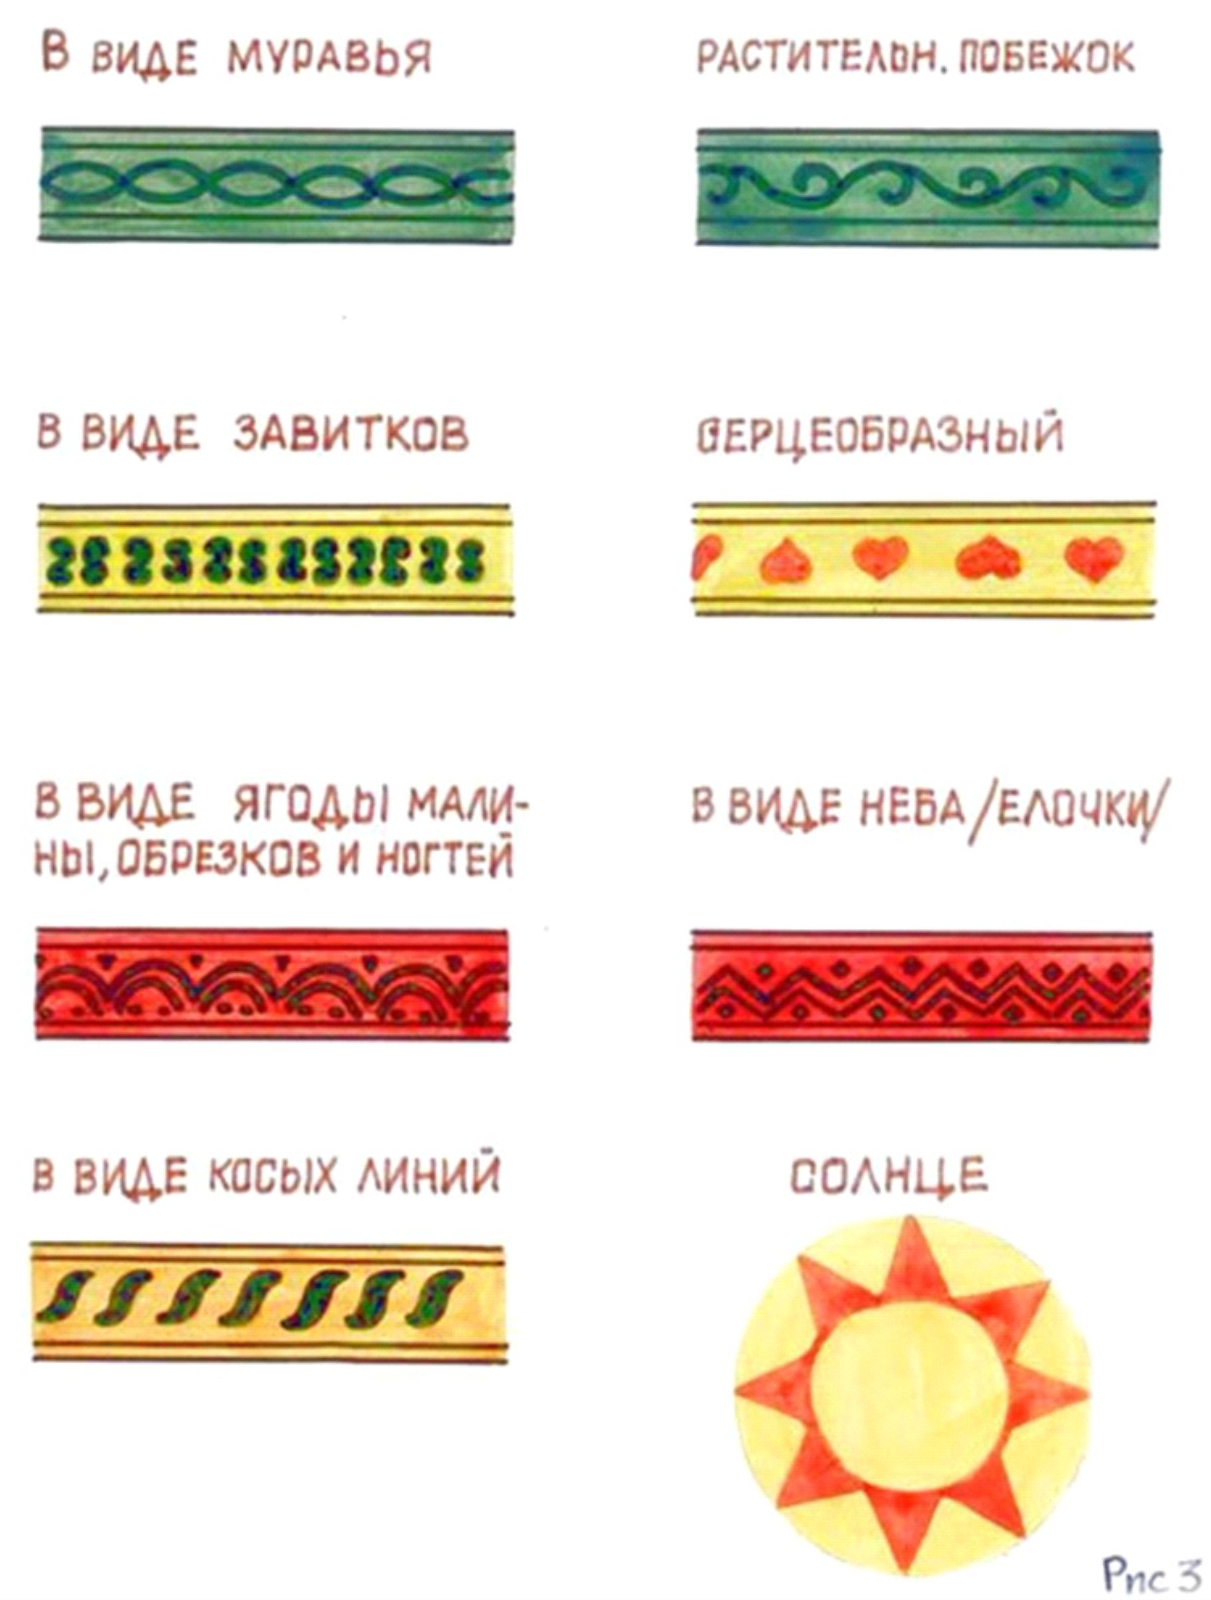 В ВИДЕ МУРАВЬЯ
РАСТИТЕЛЬН. ПОБЕЖОК
В ВИДЕ ЗАВИТКОВ
СЕРЦЕОБРАЗНЫЙ
В ВИДЕ ЯГОДЫ МАЛИ-
НЫ, ОБРЕЗКОВ И НОГТЕЙ
В ВИДЕ НЕБА /ЕЛОЧКИ/
В ВИДЕ КОСЫХ ЛИНИЙ
СОЛНЦЕ
Рис 3